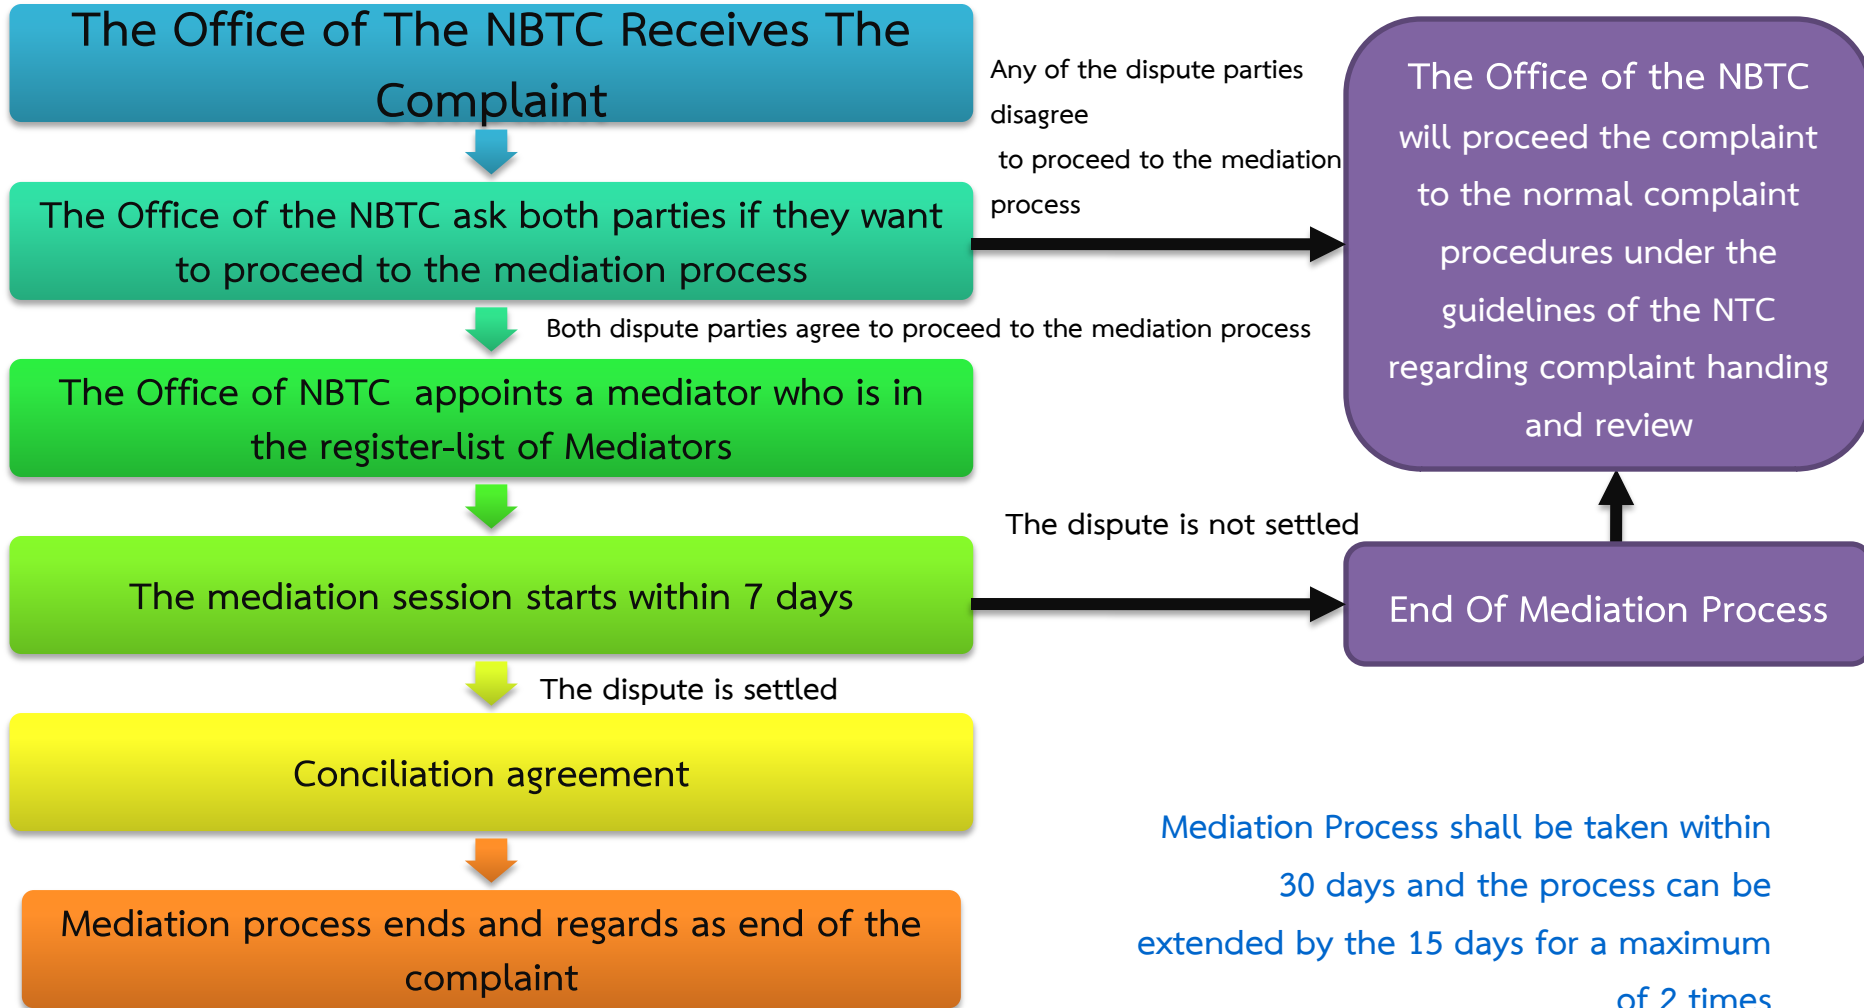 The Office of The NBTC Receives The
Complaint
Any of the dispute parties
disagree
to proceed to the mediation
process
The Office of the NBTC
will proceed the complaint
to the normal complaint
procedures under the
guidelines of the NTC
regarding complaint handing
and review
The Office of the NBTC ask both parties if they want
to proceed to the mediation process
Both dispute parties agree to proceed to the mediation process
The Office of NBTC appoints a mediator who is in
the register-list of Mediators
The dispute is not settled
The mediation session starts within 7 days
End Of Mediation Process
The dispute is settled
Conciliation agreement
Mediation process ends and regards as end of the
complaint
Mediation Process shall be taken within
30 days and the process can be
extended by the 15 days for a maximum
of 2 times